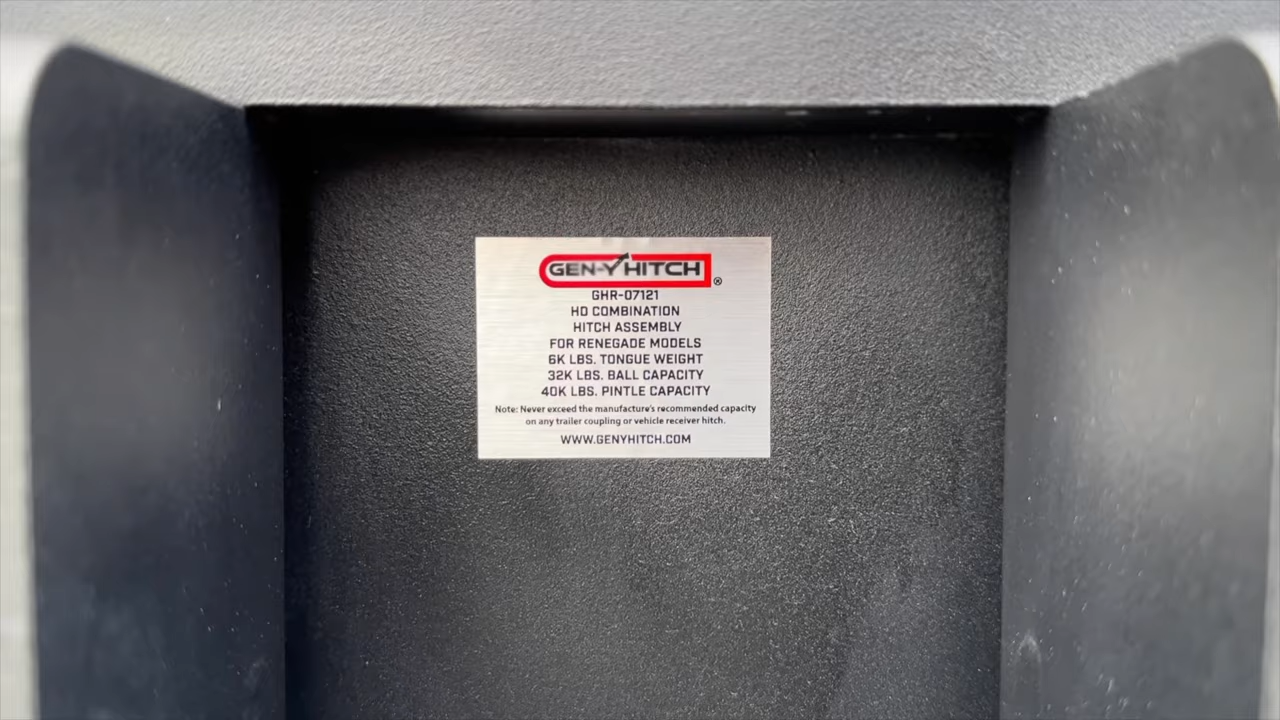 GEN-Y HITCH ®
GHR-07121
HD COMBINATION
HITCH ASSEMBLY
FOR RENEGADE MODELS
6K LBS. TONGUE WEIGHT
32K LBS. BALL CAPACITY
40K LBS. PINTLE CAPACITY
Note: Never exceed the manufacture's recommended capacity
on any trailer coupling or vehicle receiver hitch.
WWW.GENYHITCH.COM